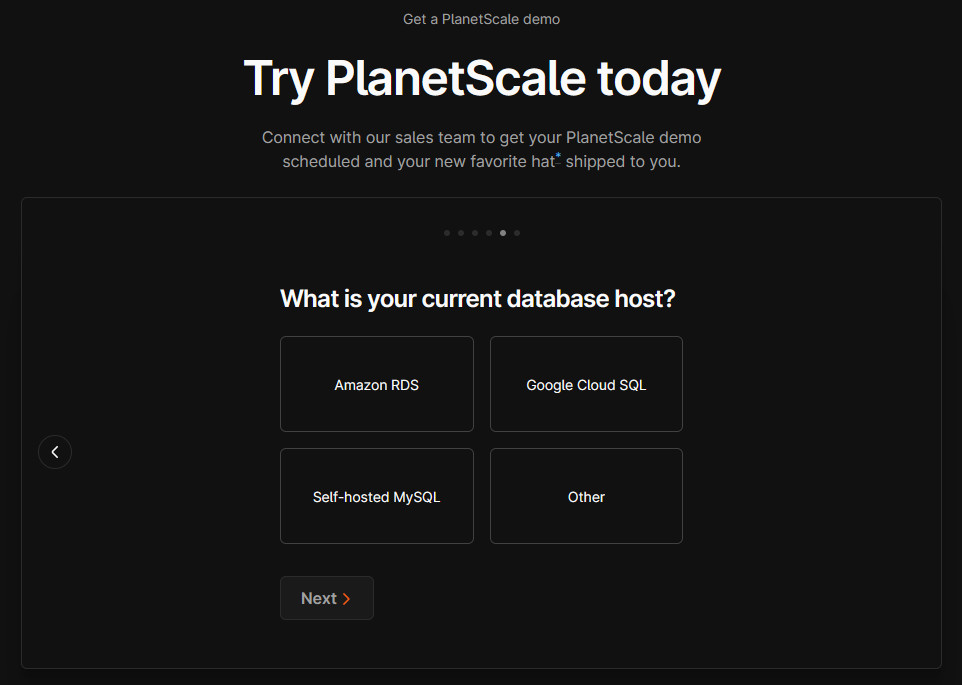 Get a PlanetScale demo
Try PlanetScale today
Connect with our sales team to get your PlanetScale demo
scheduled and your new favorite hat* shipped to you.
What is your current database host?
Amazon RDS
Google Cloud SQL
Self-hosted MySQL
Other
Next